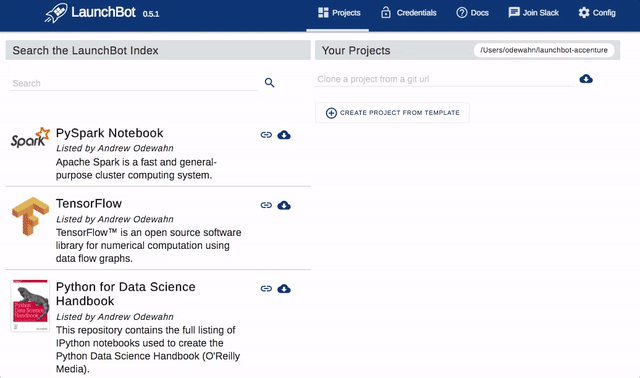 LaunchBot 0.5.1
Projects
Credentials
Docs
Join Slack
Config
Search the LaunchBot Index
Search
Spark
PySpark Notebook
Listed by Andrew Odewahn
Apache Spark is a fast and general-
purpose cluster computing system.
TensorFlow
Listed by Andrew Odewahn
TensorFlow™ is an open source software
library for numerical computation using
data flow graphs.
Python
Data Science
Handbook
Python for Data Science
Handbook
Listed by Andrew Odewahn
This repository contains the full listing of
IPython notebooks used to create the
Python Data Science Handbook (O'Reilly
Media).
Your Projects
/Users/odewahn/launchbot-accenture
Clone a project from a git url
CREATE PROJECT FROM TEMPLATE